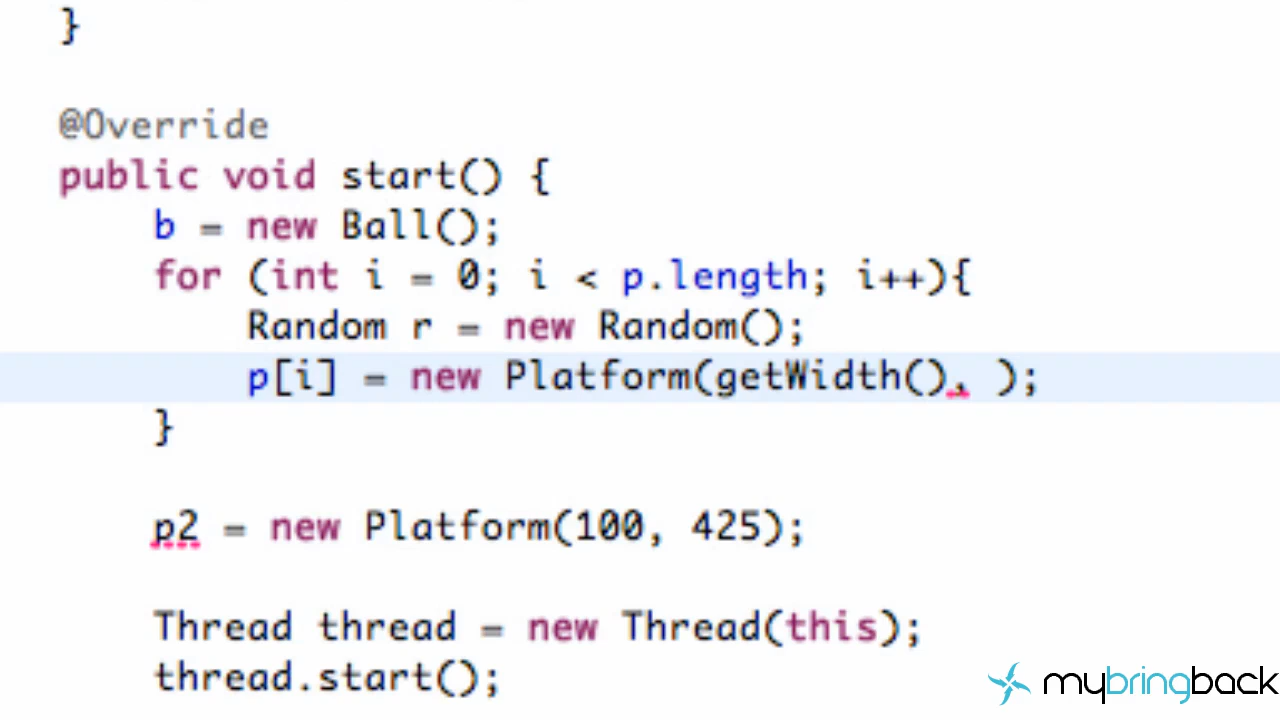 }
@Override
public void start() {
b = new Ball();
for (int i = 0; i < p.length; i++){
Random r = new Random();
p[i] = new Platform(getWidth(), );
}
p2 = new Platform(100, 425);
Thread thread = new Thread(this);
thread.start();
mybringback